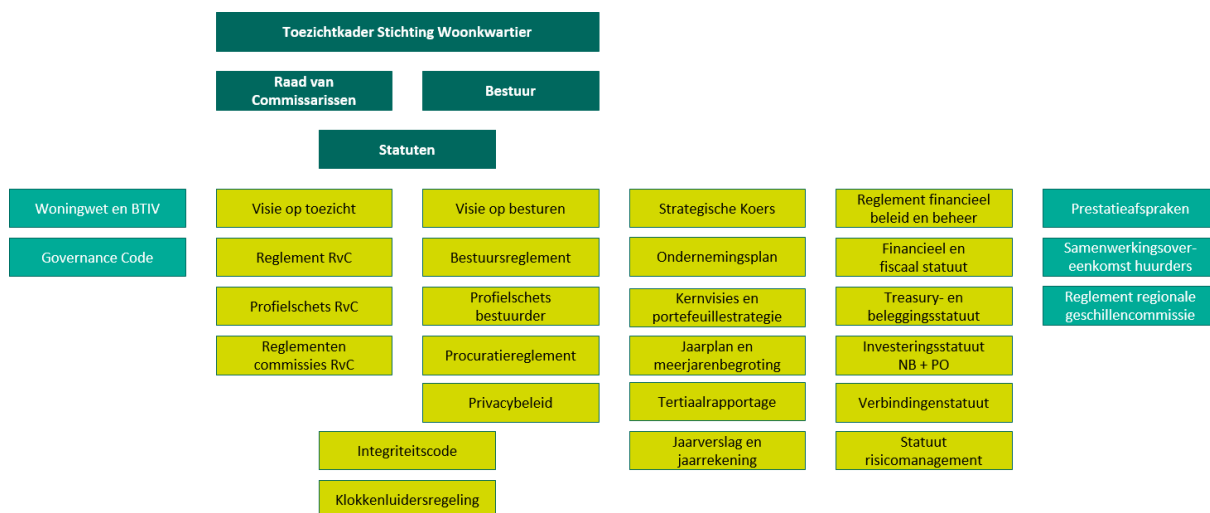 Toezichtkader Stichting Woonkwartier
Raad van
Commissarissen
Bestuur
Statuten
Woningwet en BTIV
Governance Code
Visie op toezicht
Reglement RvC
Profielschets RvC
Reglementen
commissies RvC
Visie op besturen
Bestuursreglement
Profielschets
bestuurder
Procuratiereglement
Privacybeleid
Integriteitscode
Klokkenluidersregeling
Strategische Koers
Ondernemingsplan
Kernvisies en
portefeuillestrategie
Jaarplan en
meerjarenbegroting
Tertiaalrapportage
Jaarverslag en
jaarrekening
Reglement financieel
beleid en beheer
Financieel en
fiscaal statuut
Treasury- en
beleggingsstatuut
Investeringsstatuut
NB + PO
Verbindingenstatuut
Statuut
risicomanagement
Prestatieafspraken
Samenwerkingsover-
eenkomst huurders
Reglement regionale
geschillencommissie